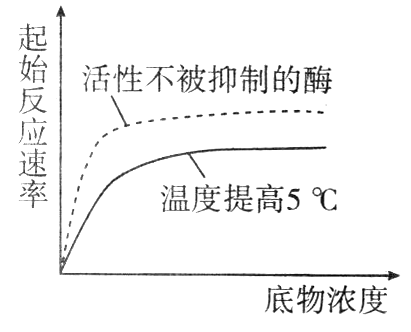 起始反应速率
活性不被抑制的酶
温度提高5 ℃
底物浓度